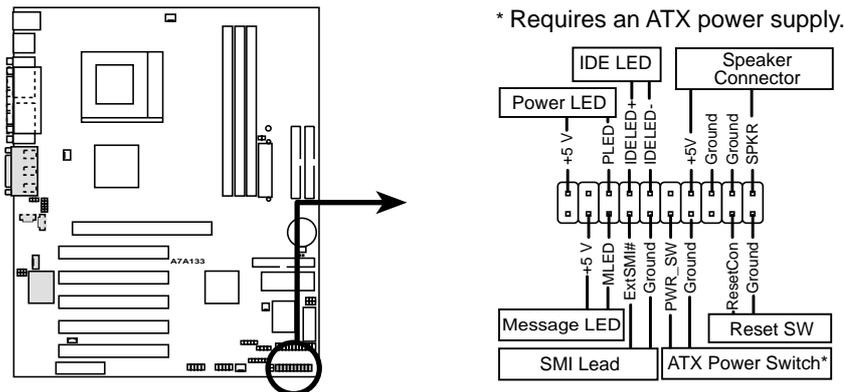 * Requires an ATX power supply.
IDE LED
Speaker
Connector
Power LED
+5 V
PLED
IDELED+
IDELED-
+5V
Ground
Ground
SPKR
A7A133
+5 V
MLED
ExtSMI#
Ground
PWR_SW
Ground
ResetCon
Ground
Message LED
Reset SW
SMI Lead
ATX Power Switch*